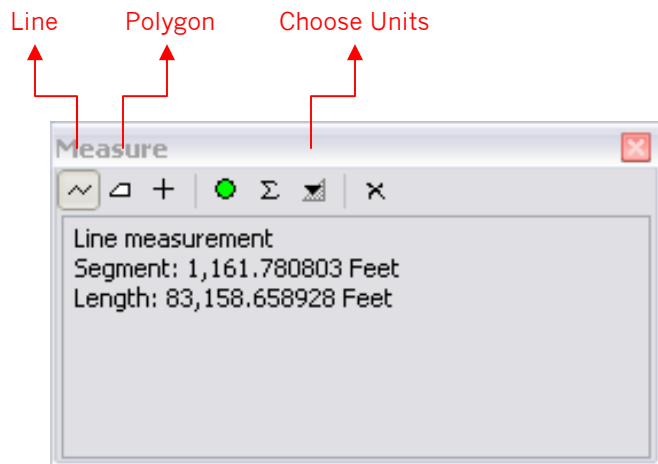 Line Polygon Choose Units
Measure
Σ
Line measurement
Segment: 1,161.780803 Feet
Length: 83,158.658928 Feet